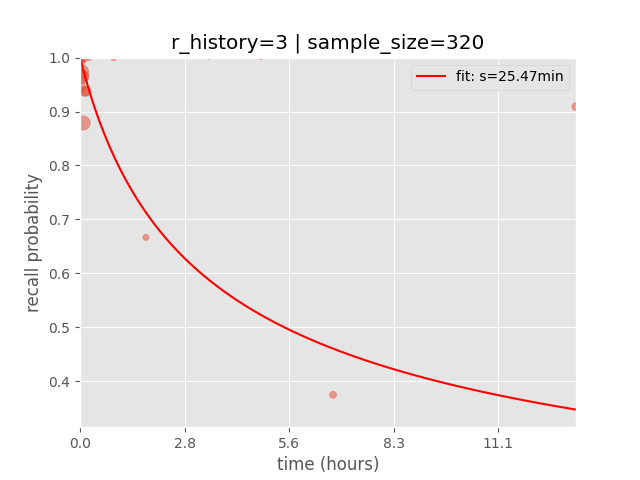 r_history=3 | sample_size=320
fit: s=25.47min
1.0
0.9
0.8
0.7
0.6
0.5
0.4
recall probability
0.0 2.8 5.6 8.3 11.1
time (hours)